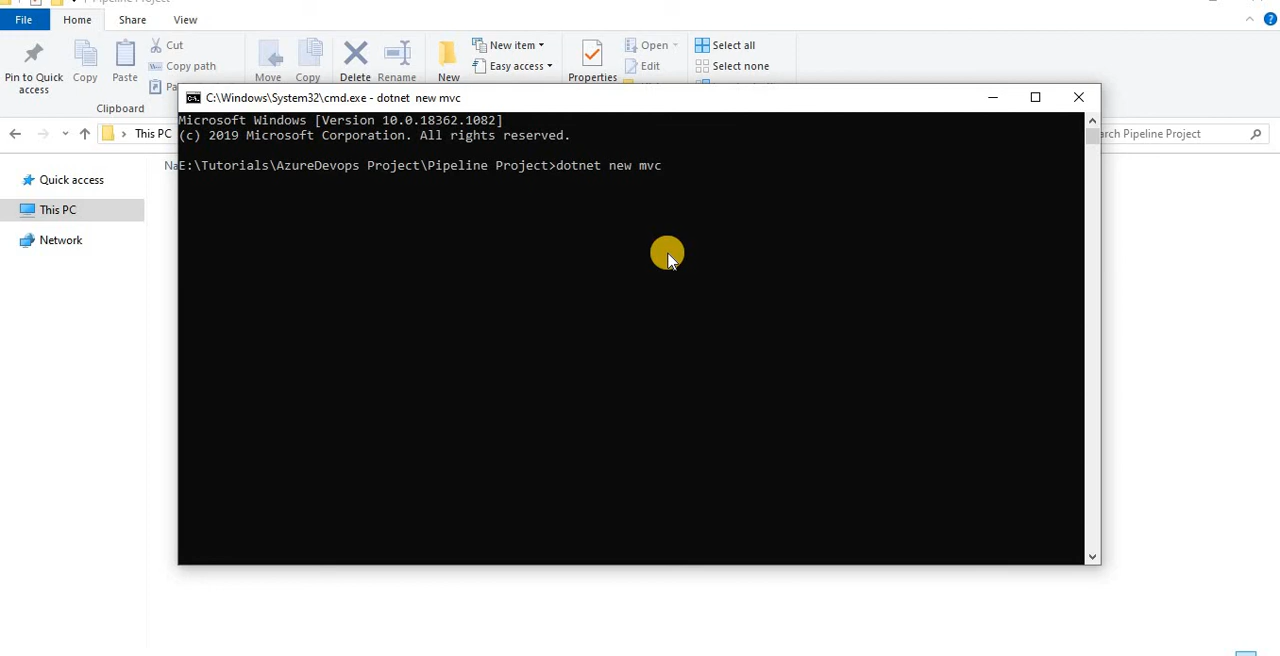 Pipeline Project
File Home Share View
Pin to Quick access
Copy
Paste
Cut
Copy path
Clipboard
Move
Copy
Delete
Rename
New
New item
Easy access
Properties
Open
Edit
Select all
Select none
C:\Windows\System32\cmd.exe - dotnet new mvc
This PC
Pipeline Project
Microsoft Windows [Version 10.0.18362.1082]
(c) 2019 Microsoft Corporation. All rights reserved.
E:\Tutorials\AzureDevops Project\Pipeline Project>dotnet new mvc
Quick access
This PC
Network